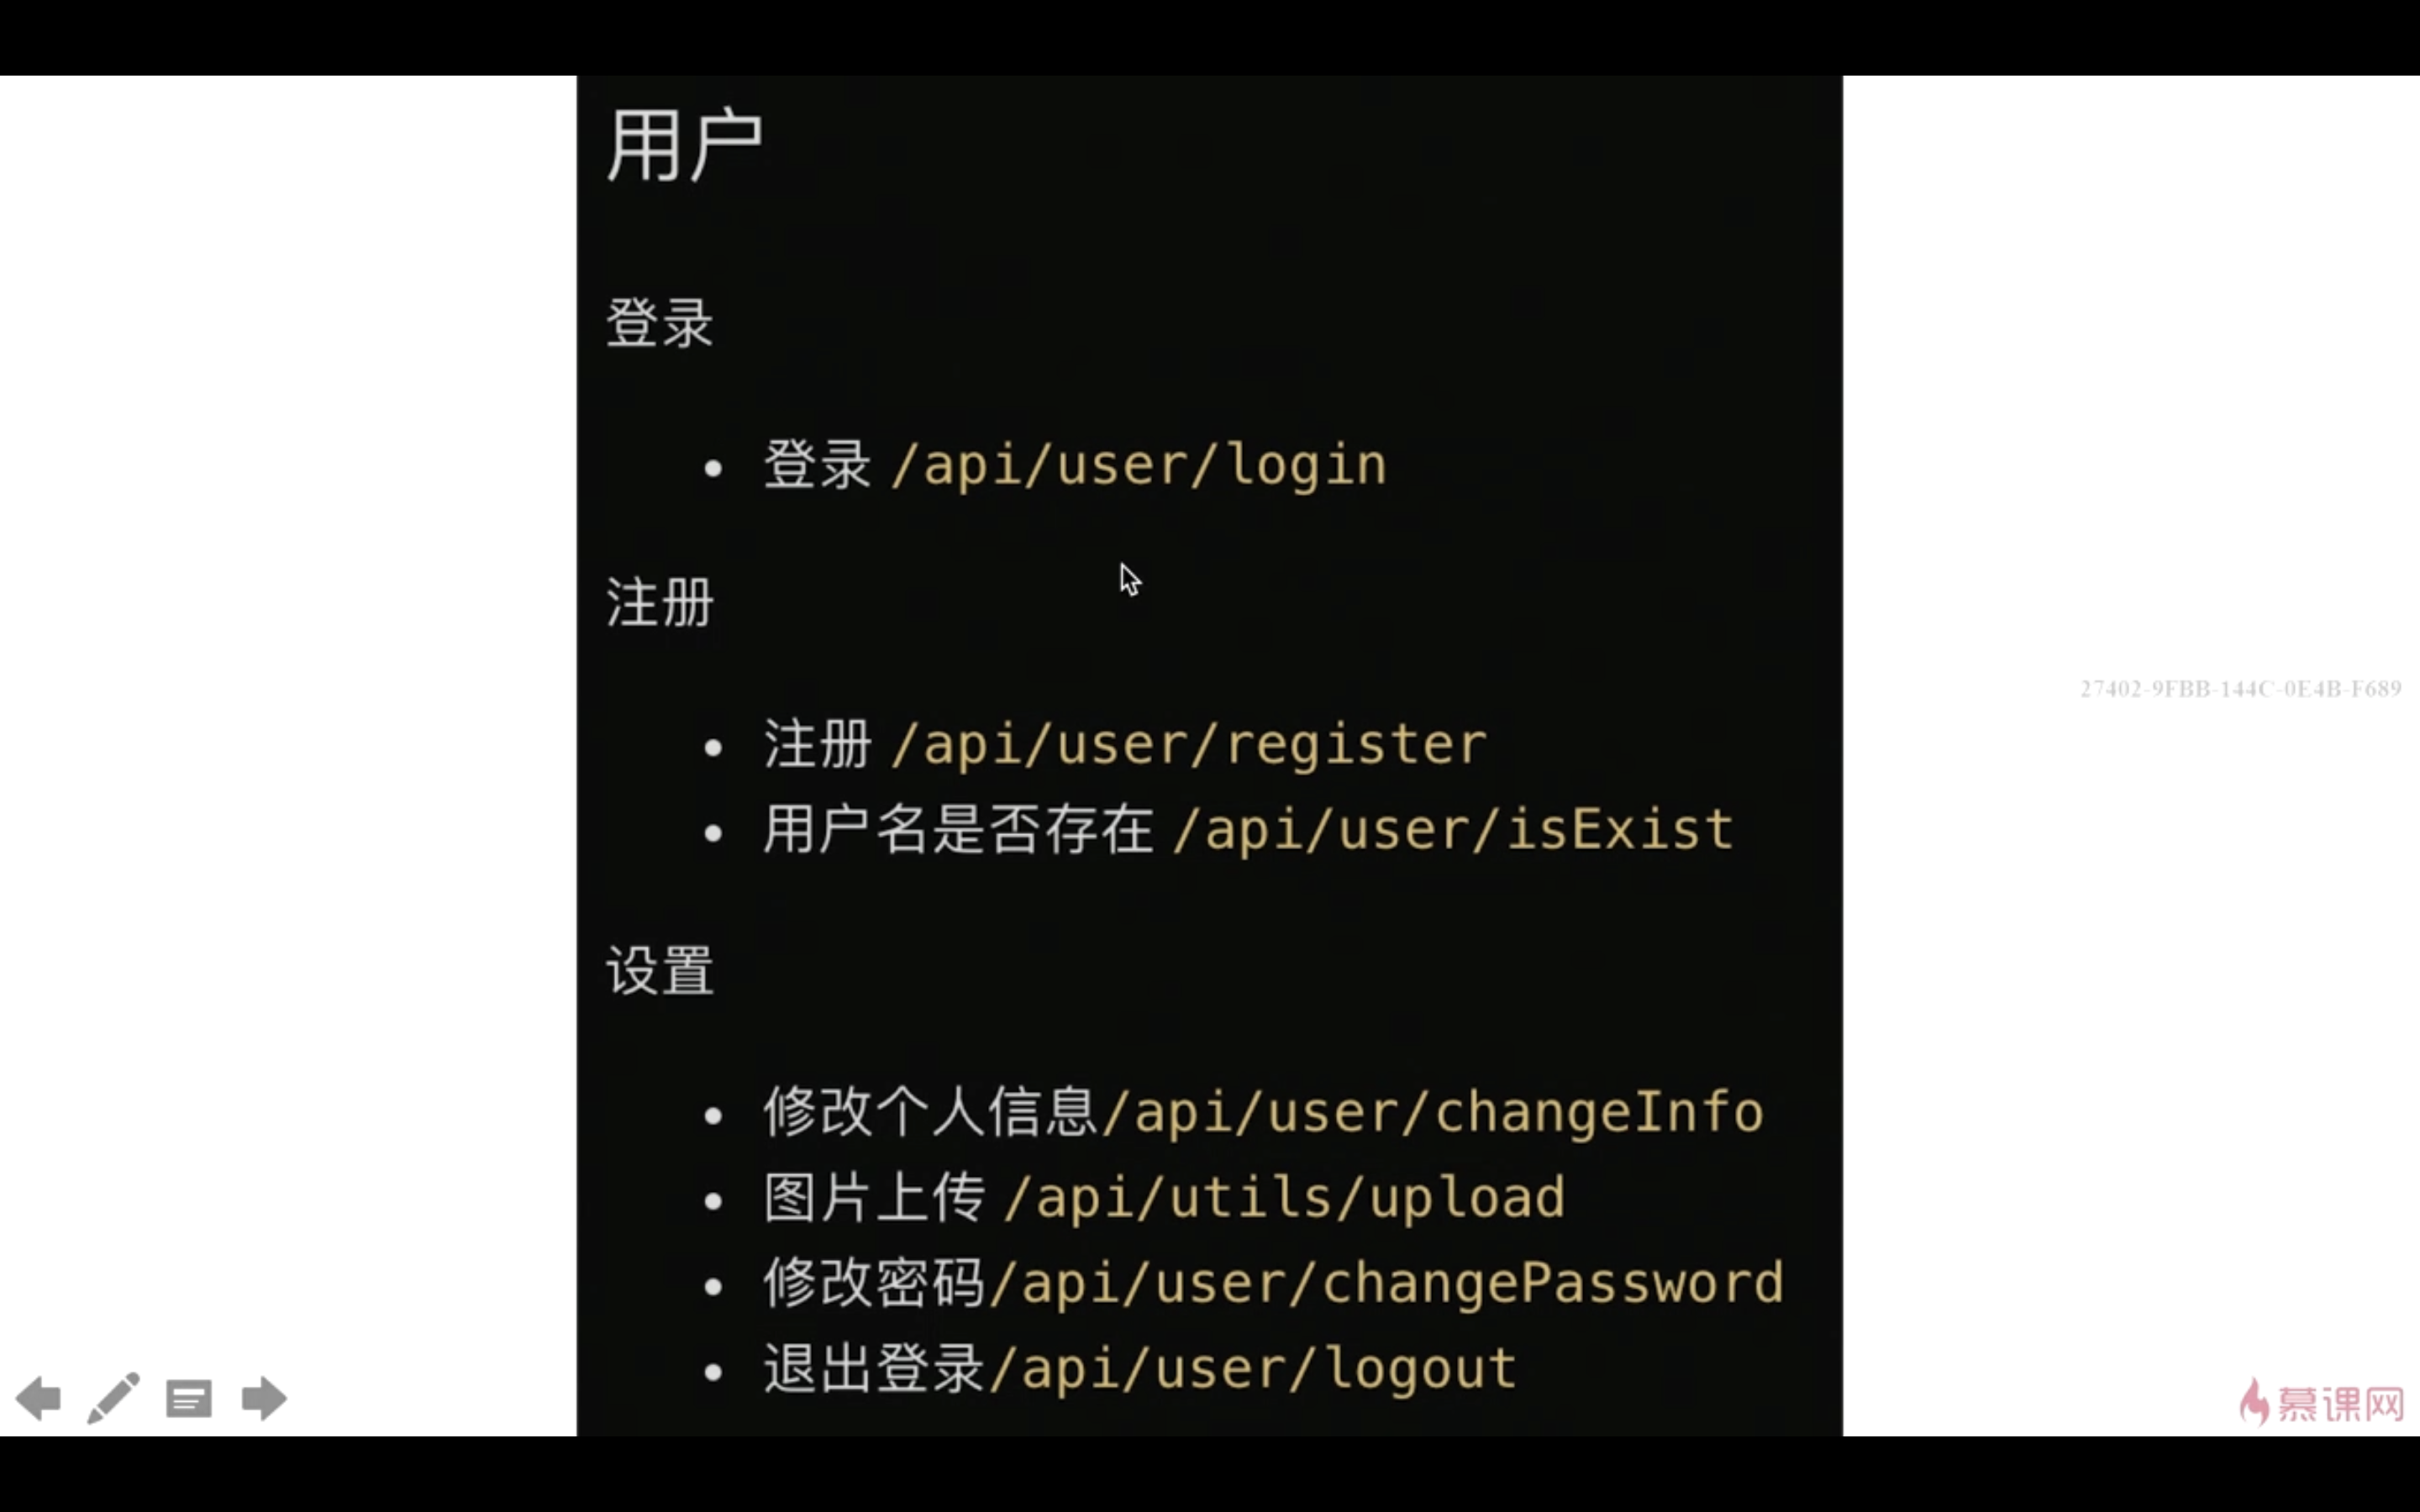 用户
登录
• 登录 /api/user/login
注册
• 注册 /api/user/register
• 用户名是否存在 /api/user/isExist
27402-9FBB-144C-0E4B-F689
设置
• 修改个人信息/api/user/changeInfo
• 图片上传 /api/utils/upload
• 修改密码/api/user/changePassword
• 退出登录/api/user/logout
慕课网